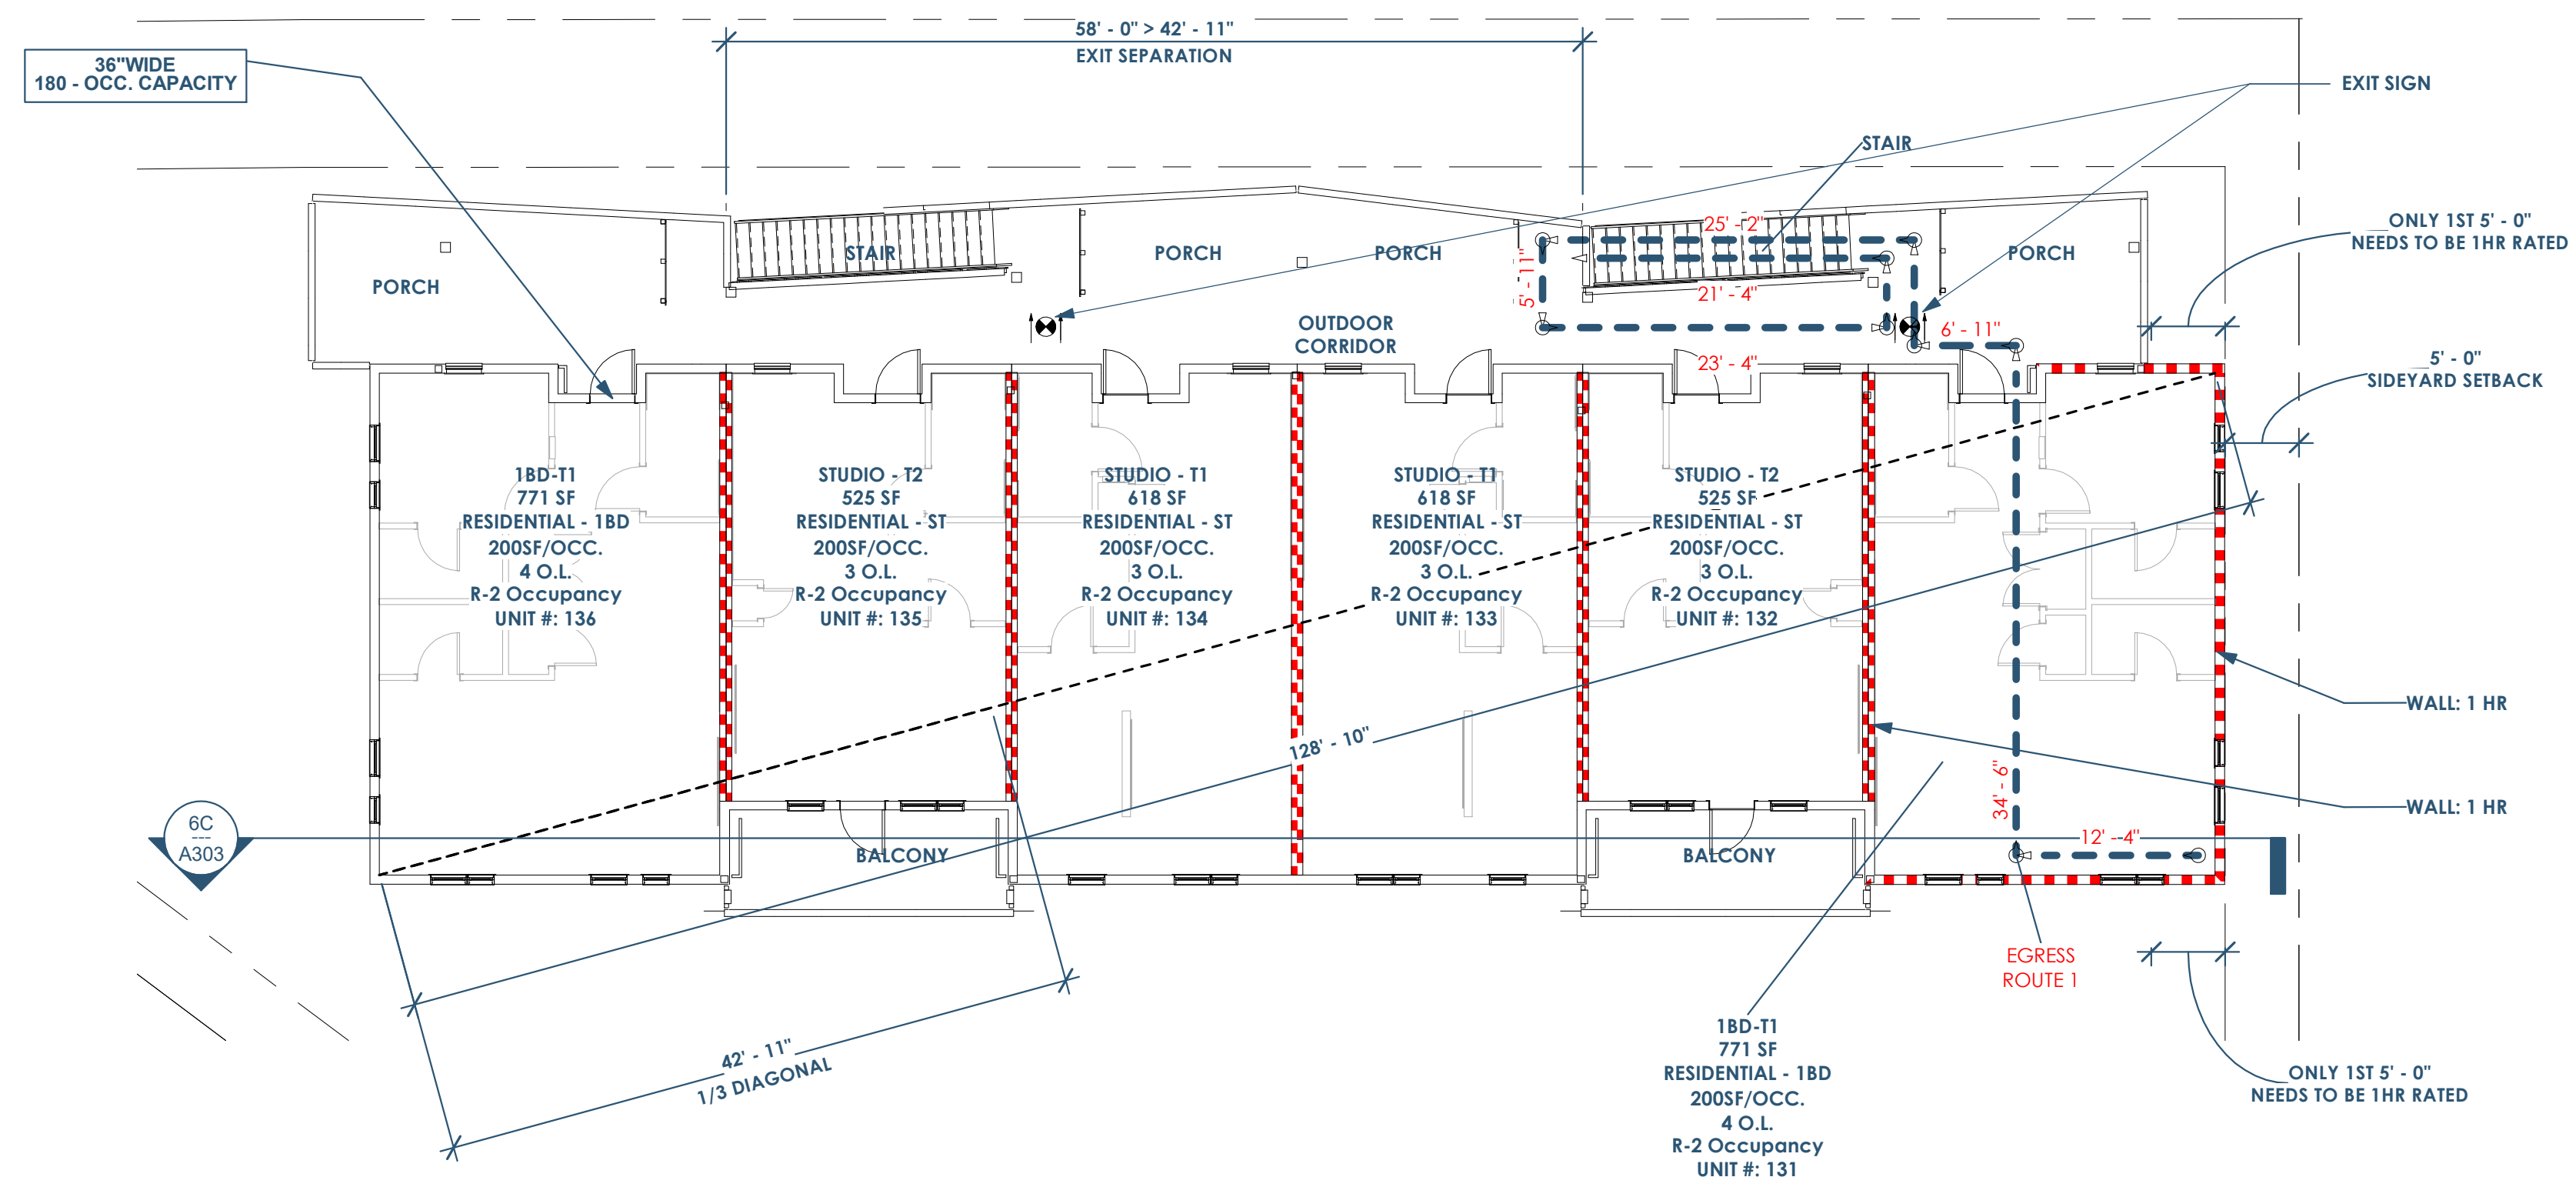 58' - 0" > 42' - 11"
EXIT SEPARATION
36"WIDE
180 - OCC. CAPACITY
EXIT SIGN
STAIR
ONLY 1ST 5' - 0"
NEEDS TO BE 1HR RATED
25' - 2"
STAIR
PORCH
PORCH
PORCH
PORCH
5' - 11"
21' - 4"
OUTDOOR
CORRIDOR
6' - 11"
23' - 4"
5' - 0"
SIDEYARD SETBACK
1BD-T1
771 SF
RESIDENTIAL - 1BD
200SF/OCC.
4 O.L.
R-2 Occupancy
UNIT #: 136
STUDIO - T2
525 SF
RESIDENTIAL - ST
200SF/OCC.
3 O.L.
R-2 Occupancy
UNIT #: 135
STUDIO - T1
618 SF
RESIDENTIAL - ST
200SF/OCC.
3 O.L.
R-2 Occupancy
UNIT #: 134
STUDIO - T1
618 SF
RESIDENTIAL - ST
200SF/OCC.
3 O.L.
R-2 Occupancy
UNIT #: 133
STUDIO - T2
525 SF
RESIDENTIAL - ST
200SF/OCC.
3 O.L.
R-2 Occupancy
UNIT #: 132
WALL: 1 HR
128' - 10"
34' - 6"
WALL: 1 HR
6C
---
A303
12' - 4"
BALCONY
BALCONY
EGRESS
ROUTE 1
42' - 11"
1/3 DIAGONAL
1BD-T1
771 SF
RESIDENTIAL - 1BD
200SF/OCC.
4 O.L.
R-2 Occupancy
UNIT #: 131
ONLY 1ST 5' - 0"
NEEDS TO BE 1HR RATED